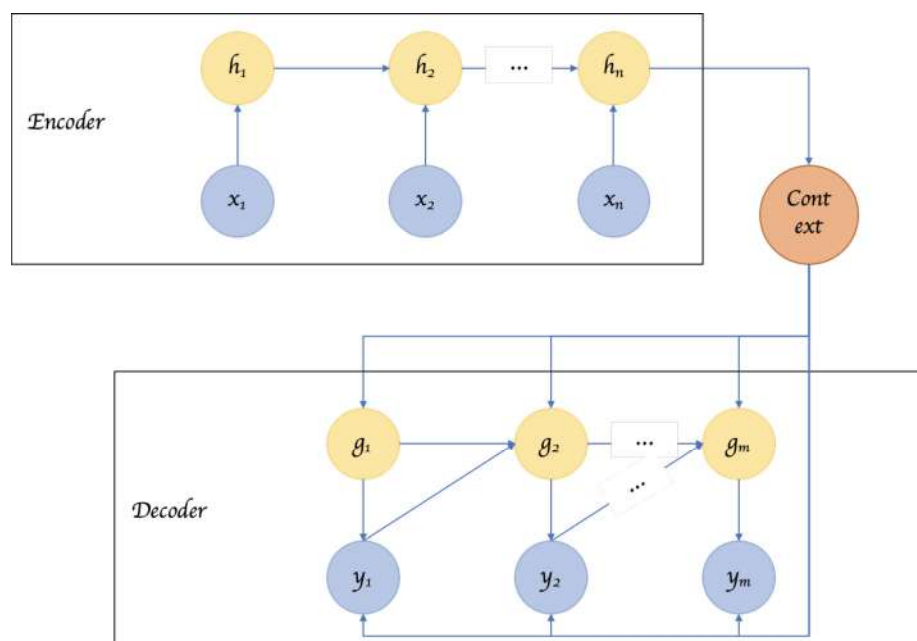 h₁ h₂ ... hₙ
Encoder
x₁ x₂ xₙ
Cont
ext
g₁ g₂ ... gₘ
...
Decoder
y₁ y₂ yₘ